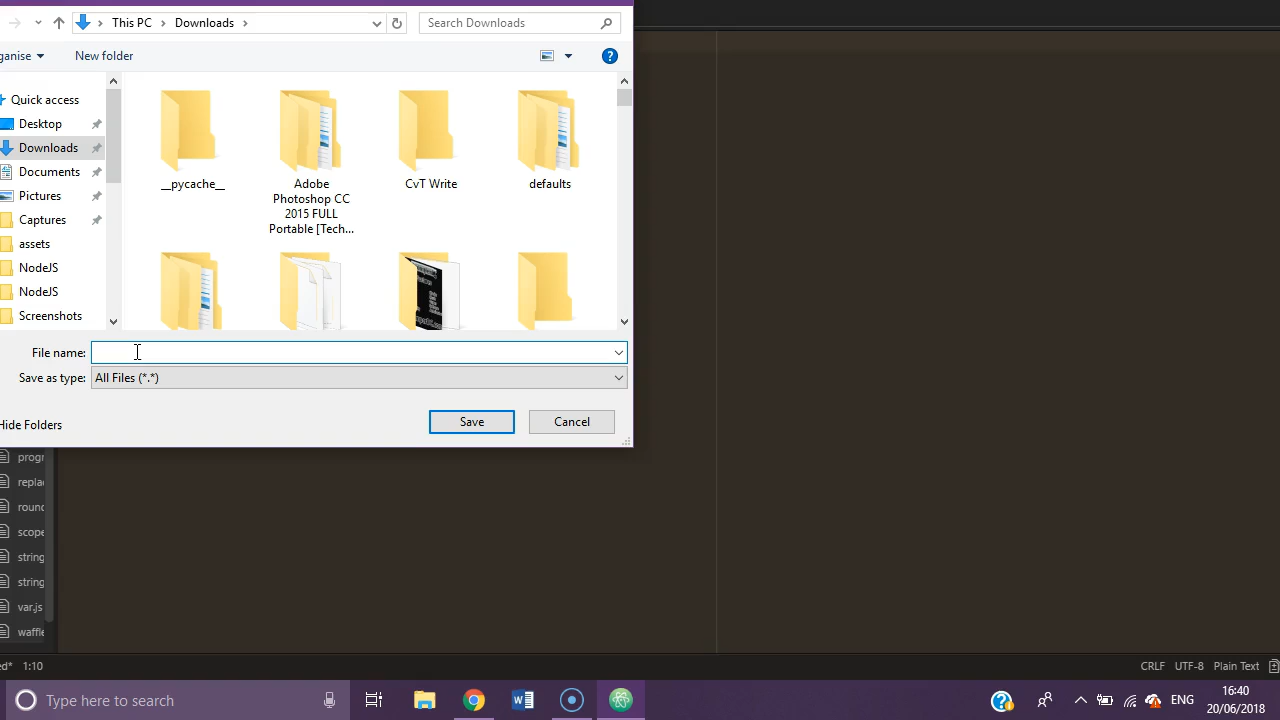 This PC > Downloads >
Search Downloads
ganise
New folder
Quick access
Desktop
Downloads
Documents
Pictures
Captures
assets
NodeJS
NodeJS
Screenshots
__pycache__
Adobe
Photoshop CC
2015 FULL
Portable [Tech...
CvT Write
defaults
File name:
Save as type:
All Files (*.*)
Hide Folders
Save
Cancel
progr
replac
round
scope
string
string
var.js
waffle
ed* 1:10
CRLF UTF-8 Plain Text
Type here to search
ENG
16:40
20/06/2018